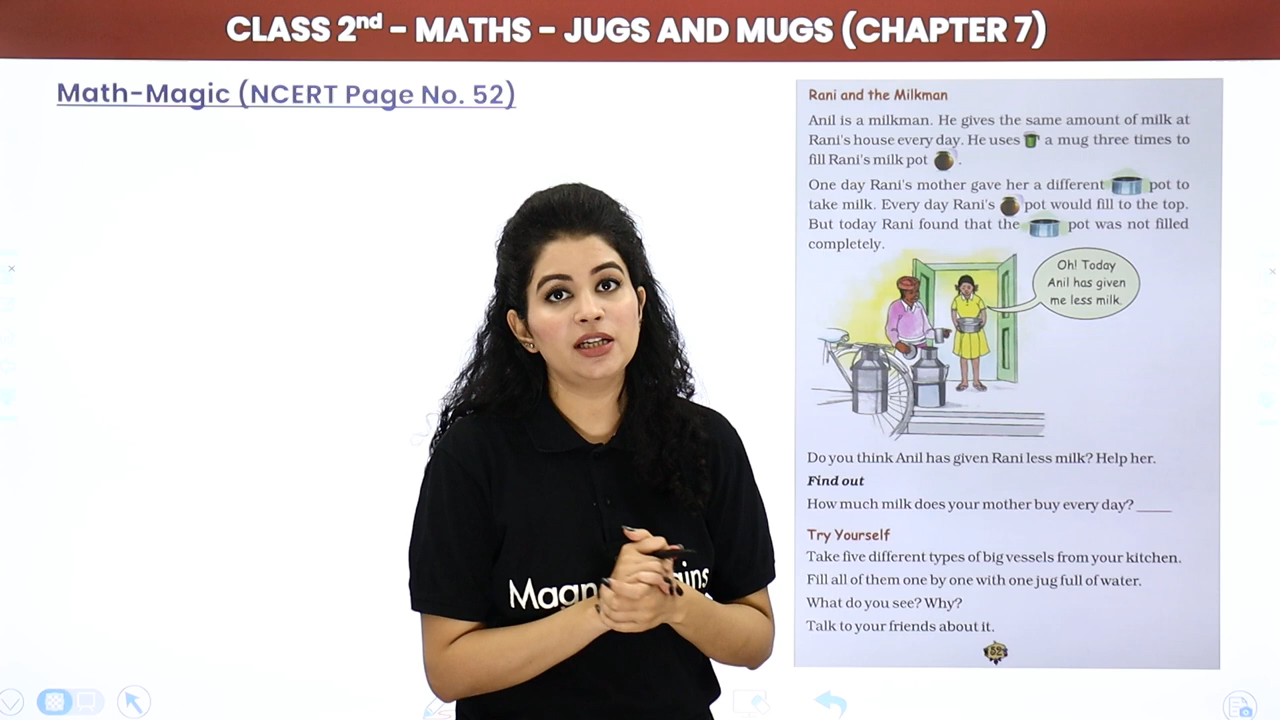 CLASS 2nd - MATHS - JUGS AND MUGS (CHAPTER 7)
Math-Magic (NCERT Page No. 52)
Rani and the Milkman
Anil is a milkman. He gives the same amount of milk at
Rani's house every day. He uses a mug three times to
fill Rani's milk pot .
One day Rani's mother gave her a different pot to
take milk. Every day Rani's pot would fill to the top.
But today Rani found that the pot was not filled
completely.
Oh! Today
Anil has given
me less milk.
Do you think Anil has given Rani less milk? Help her.
Find out
How much milk does your mother buy every day? _____
Try Yourself
Take five different types of big vessels from your kitchen.
Fill all of them one by one with one jug full of water.
What do you see? Why?
Talk to your friends about it.
52